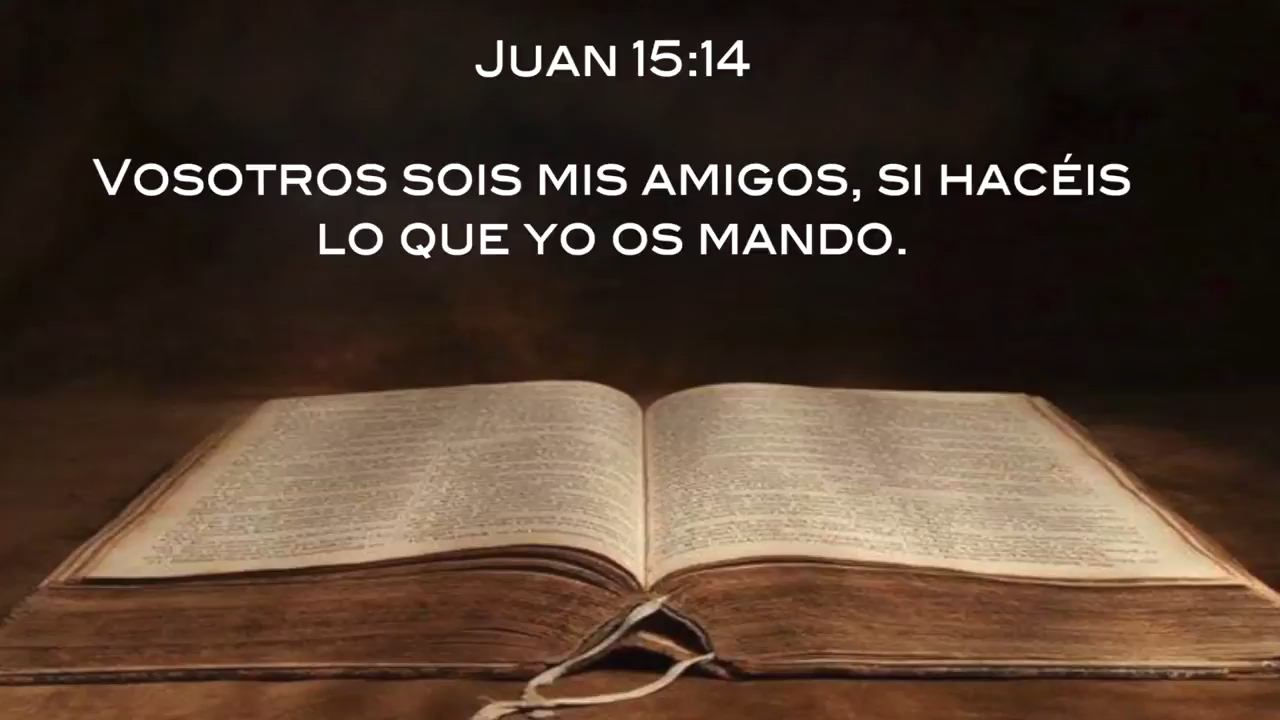 Juan 15:14
Vosotros sois mis amigos, si hacéis
lo que yo os mando.